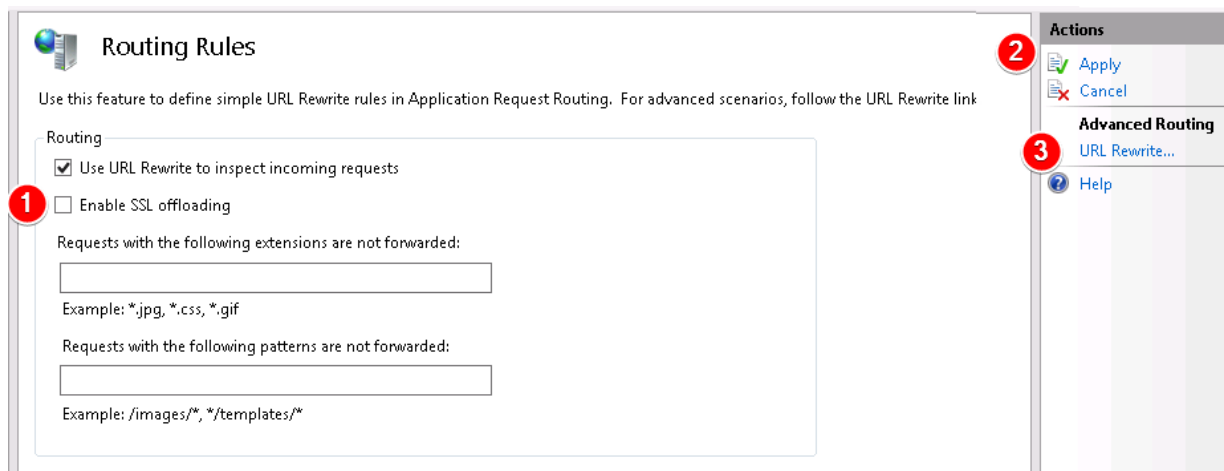 Routing Rules
Use this feature to define simple URL Rewrite rules in Application Request Routing. For advanced scenarios, follow the URL Rewrite link
Routing
Use URL Rewrite to inspect incoming requests
1
Enable SSL offloading
Requests with the following extensions are not forwarded:
Example: *.jpg, *.css, *.gif
Requests with the following patterns are not forwarded:
Example: /images/*, */templates/*
Actions
2
Apply
Cancel
Advanced Routing
3
URL Rewrite...
Help